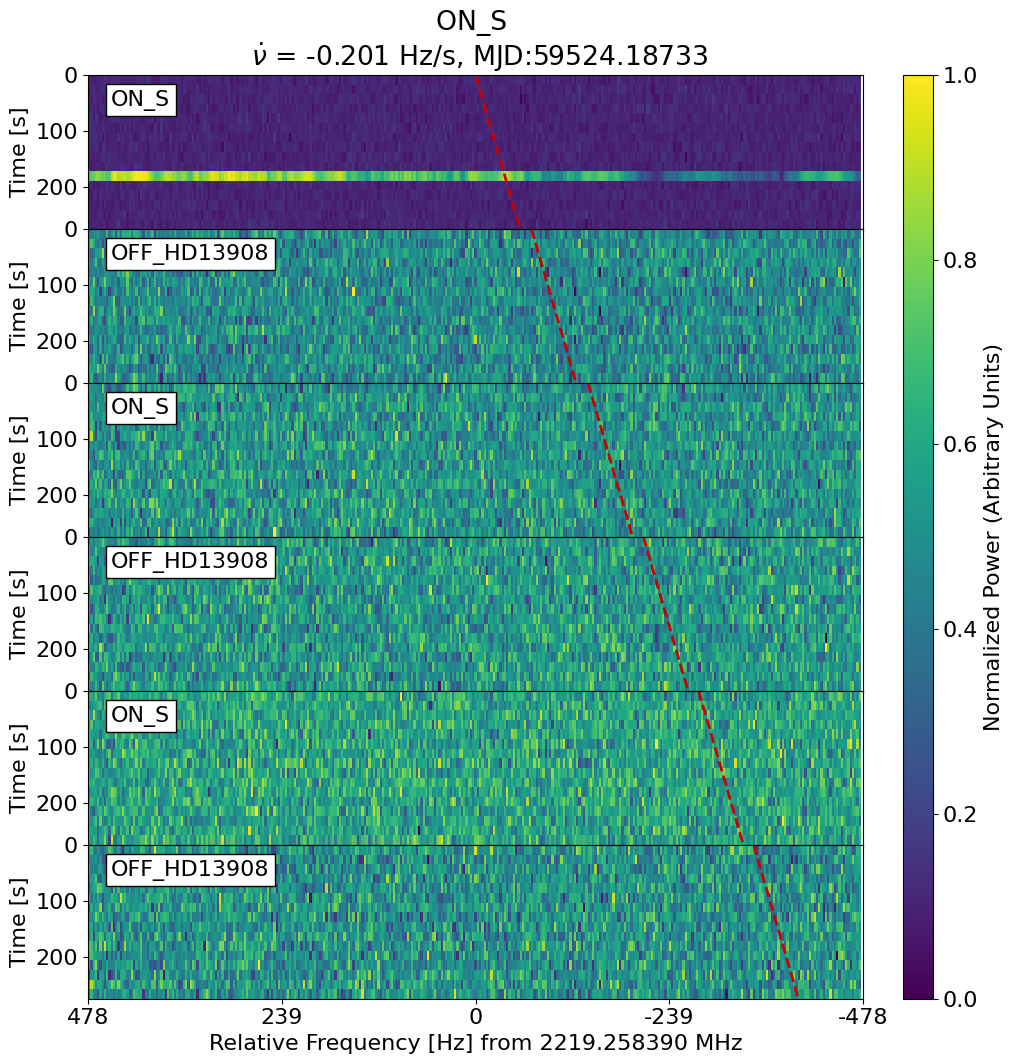 ON_S
ν̇ = -0.201 Hz/s, MJD:59524.18733
0
100
200
Time [s]
ON_S
0
100
200
Time [s]
OFF_HD13908
0
100
200
Time [s]
ON_S
0
100
200
Time [s]
OFF_HD13908
0
100
200
Time [s]
ON_S
0
100
200
Time [s]
OFF_HD13908
478
239
0
-239
-478
Relative Frequency [Hz] from 2219.258390 MHz
1.0
0.8
0.6
0.4
0.2
0.0
Normalized Power (Arbitrary Units)